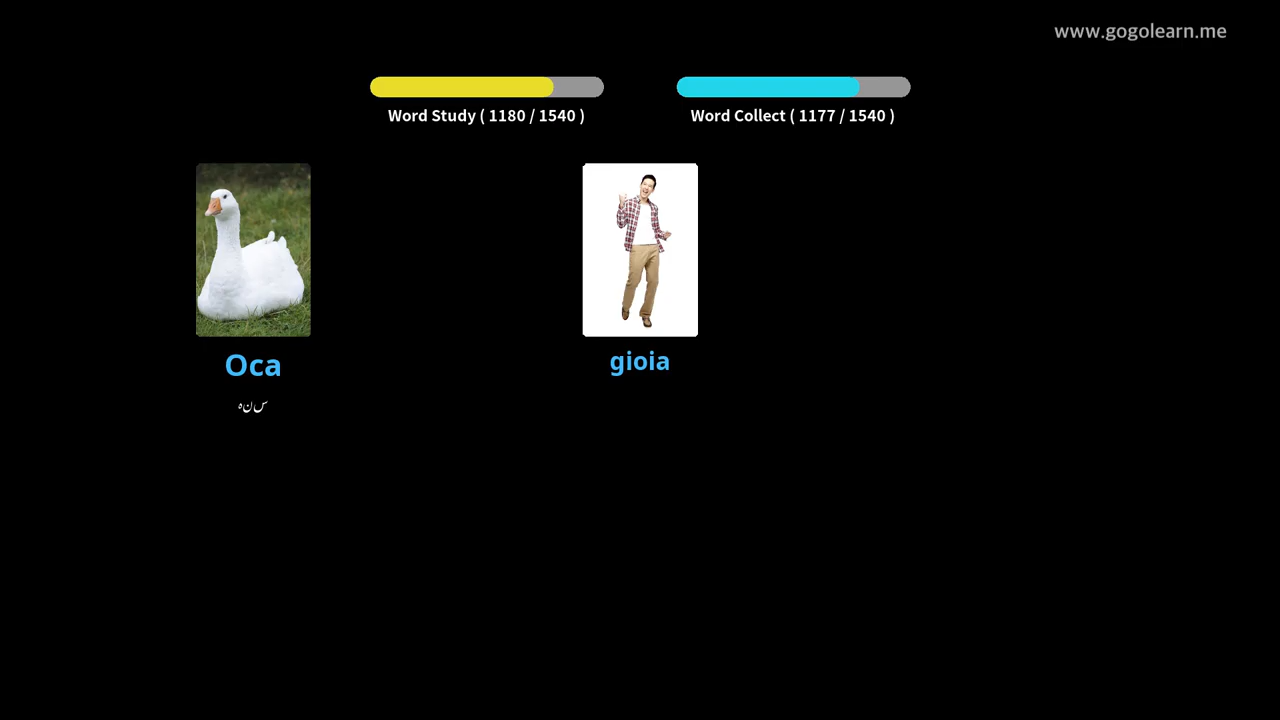 www.gogolearn.me
Word Study ( 1180 / 1540 )
Word Collect ( 1177 / 1540 )
Oca
gioia
س ن ہ